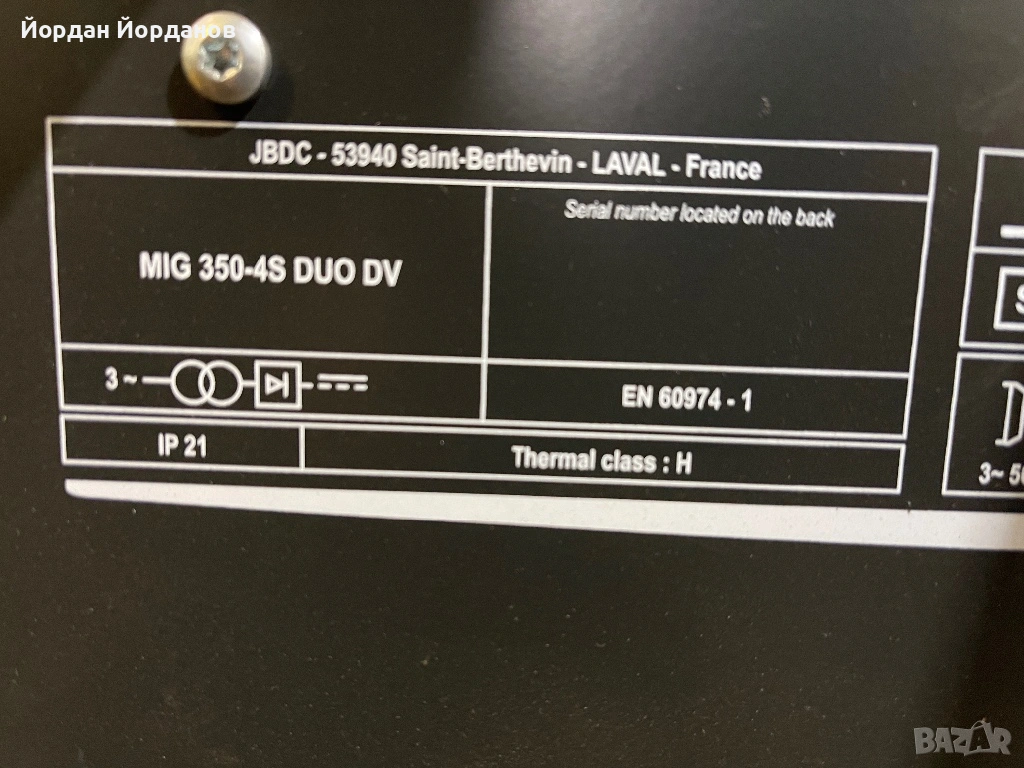 Йордан Йорданов
JBDC - 53940 Saint-Berthevin - LAVAL - France
MIG 350-4S DUO DV
Serial number located on the back
3~
EN 60974 - 1
IP 21
Thermal class : H
S
3~
BAZAR